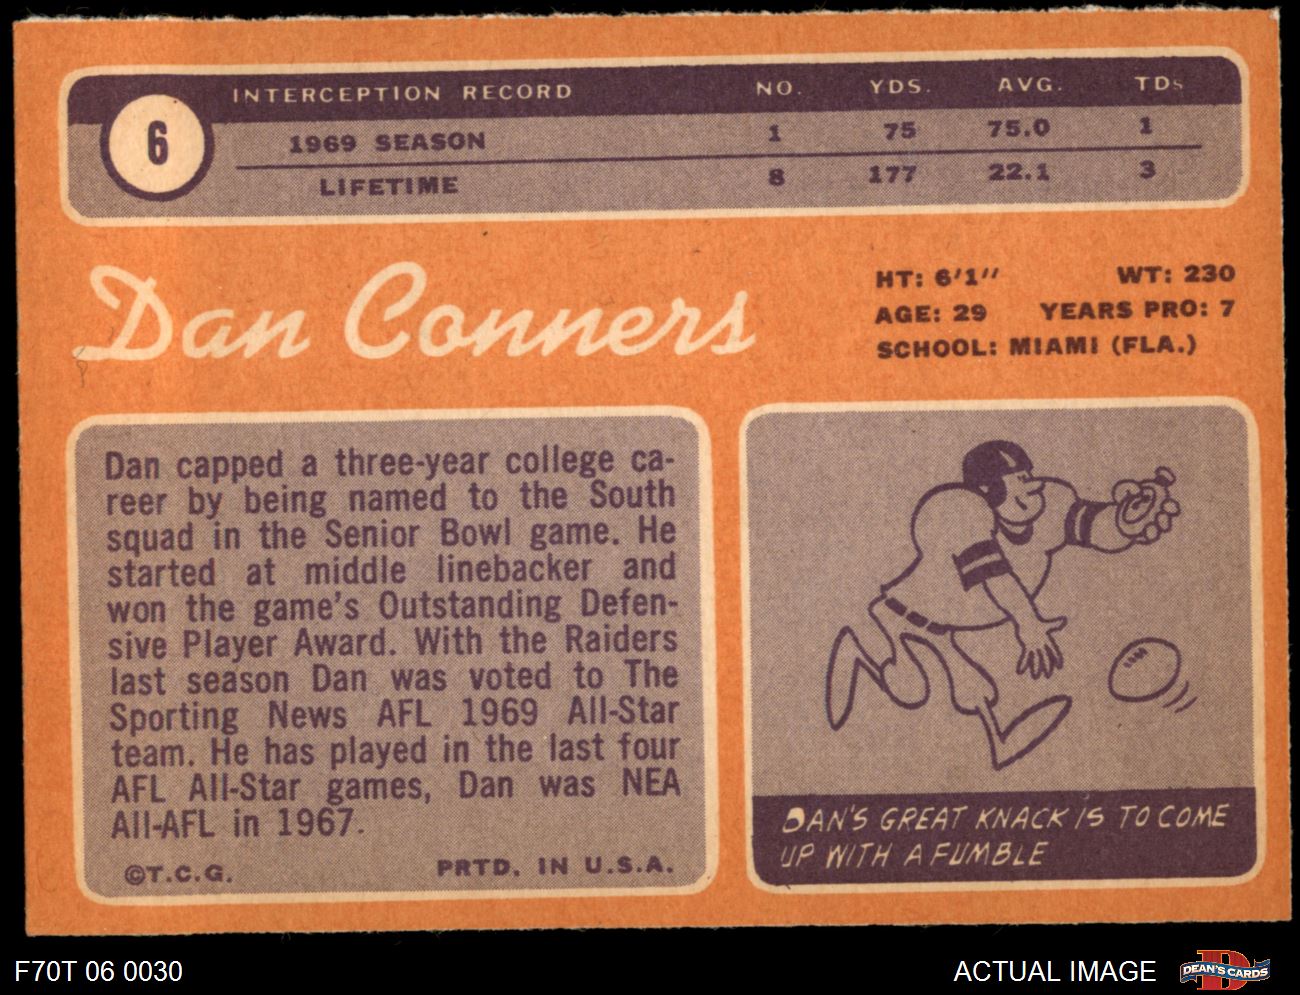 6
INTERCEPTION RECORD NO. YDS. AVG. TDs
1969 SEASON 1 75 75.0 1
LIFETIME 8 177 22.1 3
Dan Conners
HT: 6'1" WT: 230
AGE: 29 YEARS PRO: 7
SCHOOL: MIAMI (FLA.)
Dan capped a three-year college ca-
reer by being named to the South
squad in the Senior Bowl game. He
started at middle linebacker and
won the game's Outstanding Defen-
sive Player Award. With the Raiders
last season Dan was voted to The
Sporting News AFL 1969 All-Star
team. He has played in the last four
AFL All-Star games, Dan was NEA
All-AFL in 1967.
©T.C.G. PRTD. IN U.S.A.
DAN'S GREAT KNACK IS TO COME
UP WITH A FUMBLE
F70T 06 0030
ACTUAL IMAGE
D
DEAN'S CARDS